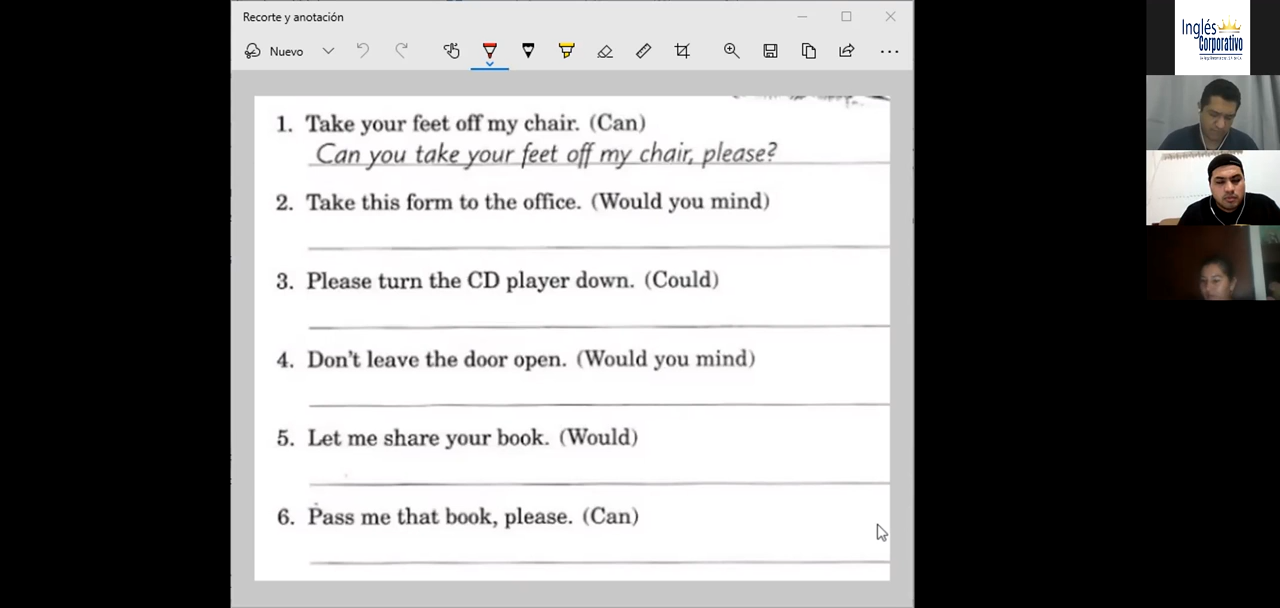 Recorte y anotación
Nuevo
Inglés
Corporativo
1. Take your feet off my chair. (Can)
Can you take your feet off my chair, please?
2. Take this form to the office. (Would you mind)
3. Please turn the CD player down. (Could)
4. Don't leave the door open. (Would you mind)
5. Let me share your book. (Would)
6. Pass me that book, please. (Can)